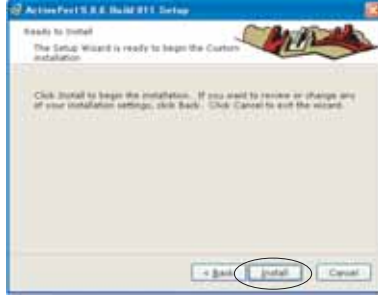 ActivePerl 5.8.6 Build 811 Setup
Ready to Install
The Setup Wizard is ready to begin the Custom
installation
Click Install to begin the installation. If you want to review or change any
of your installation settings, click Back. Click Cancel to exit the wizard.
< Back
Install
Cancel